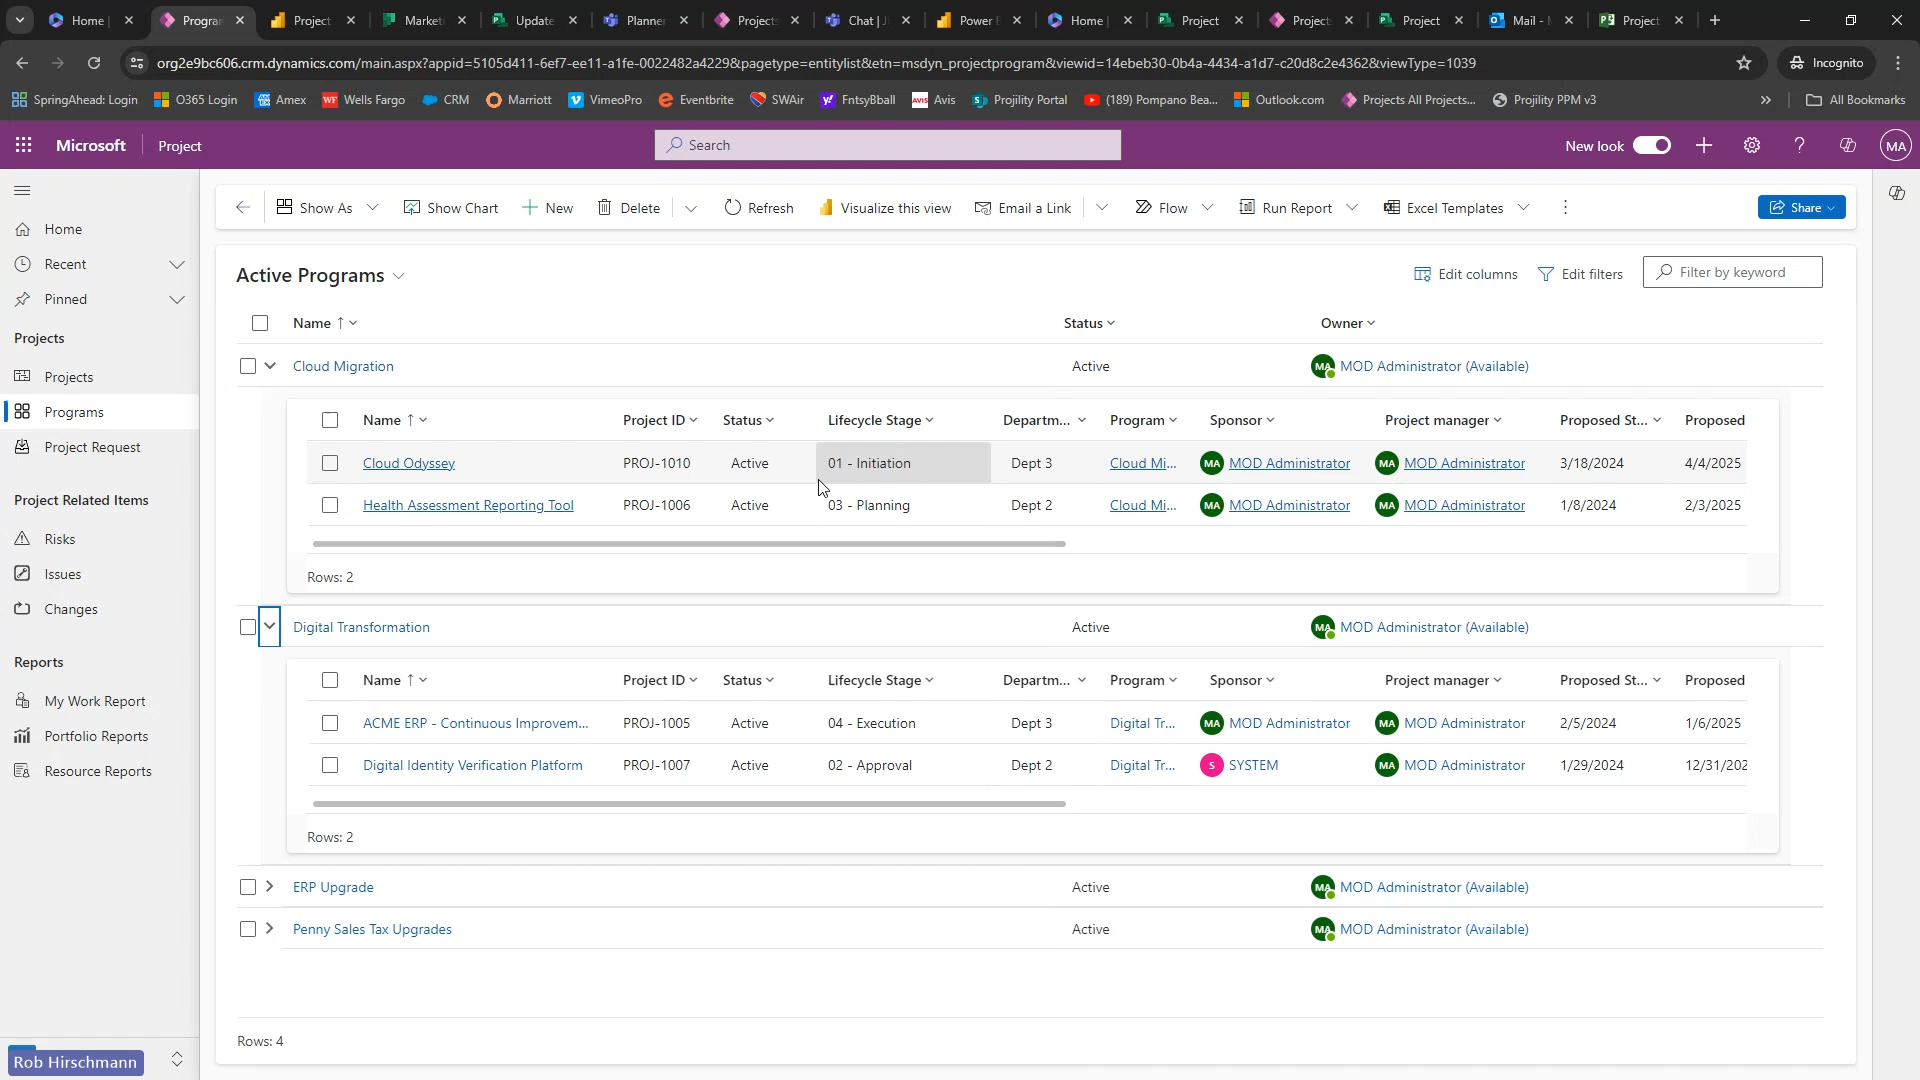 Home |
Program
Project
Market
Update
Planner
Project:
Chat | J
Power B
Home |
Project
Project:
Project
Mail -
Project
org2e9bc606.crm.dynamics.com/main.aspx?appid=5105d411-6ef7-ee11-a1fe-0022482a4229&pagetype=entitylist&etn=msdyn_projectprogram&viewid=14ebeb30-0b4a-4434-a1d7-c20d8c2e4362&viewType=1039
Incognito
SpringAhead: Login
O365 Login
Amex
Wells Fargo
CRM
Marriott
VimeoPro
Eventbrite
SWAir
FntsyBball
Avis
Projility Portal
(189) Pompano Bea...
Outlook.com
Projects All Projects...
Projility PPM v3
All Bookmarks
Microsoft
Project
Search
New look
MA
Home
Recent
Pinned
Projects
Projects
Programs
Project Request
Project Related Items
Risks
Issues
Changes
Reports
My Work Report
Portfolio Reports
Resource Reports
Rob Hirschmann
Show As
Show Chart
New
Delete
Refresh
Visualize this view
Email a Link
Flow
Run Report
Excel Templates
Share
Active Programs
Edit columns
Edit filters
Filter by keyword
Name ↑ Status Owner
Cloud Migration Active MA MOD Administrator (Available)
Name ↑ Project ID Status Lifecycle Stage Departm... Program Sponsor Project manager Proposed St... Proposed
Cloud Odyssey PROJ-1010 Active 01 - Initiation Dept 3 Cloud Mi... MA MOD Administrator MA MOD Administrator 3/18/2024 4/4/2025
Health Assessment Reporting Tool PROJ-1006 Active 03 - Planning Dept 2 Cloud Mi... MA MOD Administrator MA MOD Administrator 1/8/2024 2/3/2025
Rows: 2
Digital Transformation Active MA MOD Administrator (Available)
Name ↑ Project ID Status Lifecycle Stage Departm... Program Sponsor Project manager Proposed St... Proposed
ACME ERP - Continuous Improvem... PROJ-1005 Active 04 - Execution Dept 3 Digital Tr... MA MOD Administrator MA MOD Administrator 2/5/2024 1/6/2025
Digital Identity Verification Platform PROJ-1007 Active 02 - Approval Dept 2 Digital Tr... S SYSTEM MA MOD Administrator 1/29/2024 12/31/202
Rows: 2
ERP Upgrade Active MA MOD Administrator (Available)
Penny Sales Tax Upgrades Active MA MOD Administrator (Available)
Rows: 4